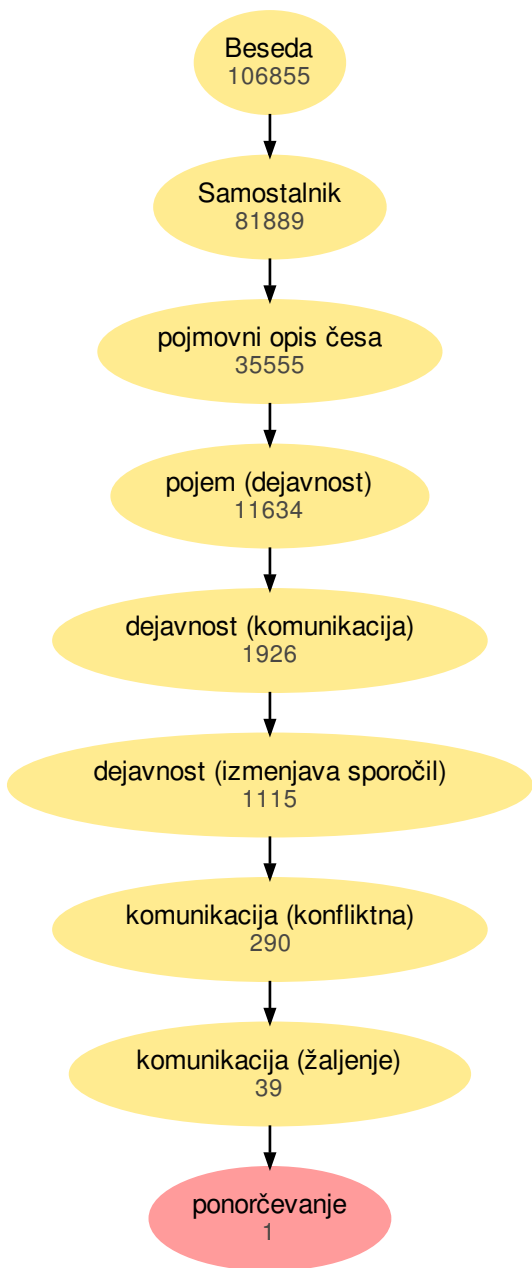 Beseda
106855
Samostalnik
81889
pojmovni opis česa
35555
pojem (dejavnost)
11634
dejavnost (komunikacija)
1926
dejavnost (izmenjava sporočil)
1115
komunikacija (konfliktna)
290
komunikacija (žaljenje)
39
ponorčevanje
1